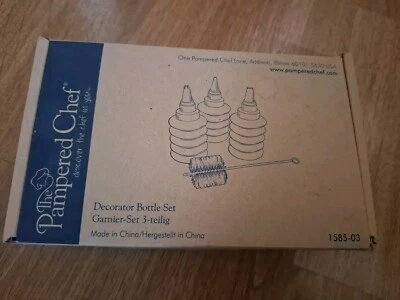 The
Pampered Chef®
discover the chef in you.
One Pampered Chef Lane, Addison, Illinois 60101-5630 USA
www.pamperedchef.com
Decorator Bottle Set
Garnier-Set 3-teilig
Made in China/Hergestellt in China
1585-03